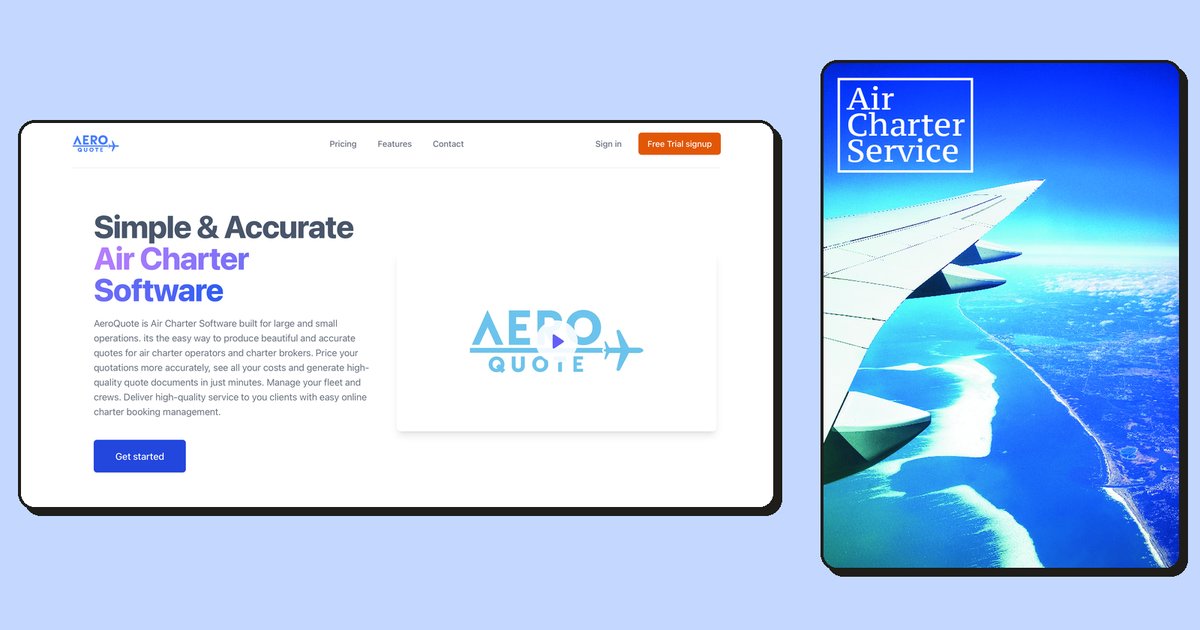 AERO
QUOTE
Pricing Features Contact
Sign in Free Trial signup
Simple & Accurate
Air Charter
Software
AeroQuote is Air Charter Software built for large and small
operations. its the easy way to produce beautiful and accurate
quotes for air charter operators and charter brokers. Price your
quotations more accurately, see all your costs and generate high-
quality quote documents in just minutes. Manage your fleet and
crews. Deliver high-quality service to you clients with easy online
charter booking management.
Get started
AERO
QUOTE
Air
Charter
Service